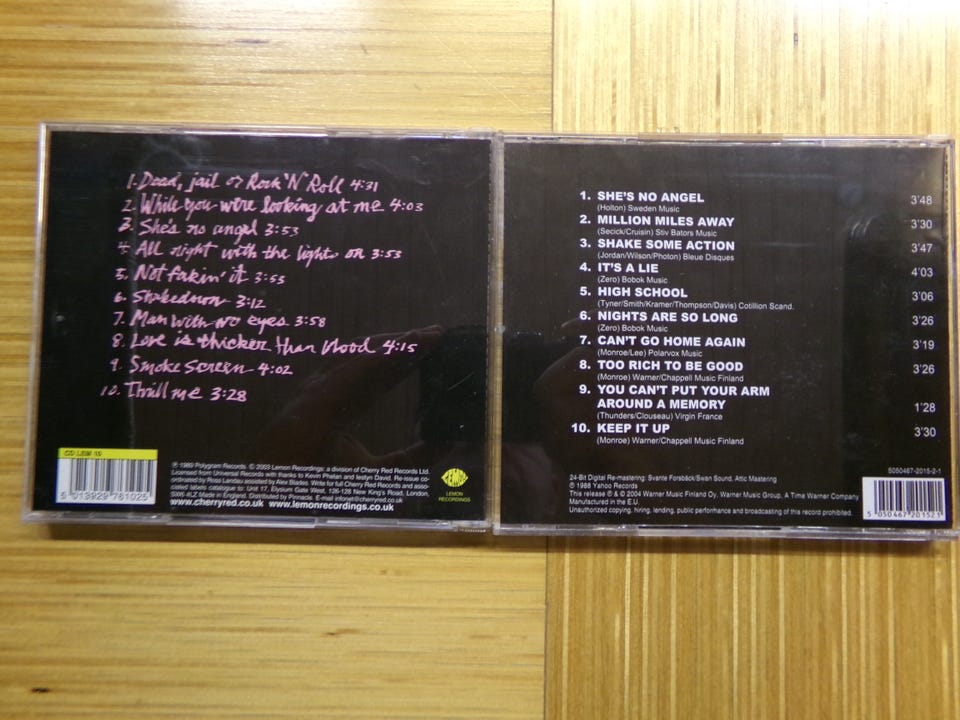 1. Dead, jail or Rock 'N' Roll 4:31
2. While you were looking at me 4:03
3. She's no angel 3:53
4. All night with the lights on 3:53
5. Not fakin' it 3:53
6. Shakedown 3:12
7. Man with no eyes 3:58
8. Love is thicker than blood 4:15
9. Smoke Screen 4:02
10. Thrill me 3:28
CD LEM 10
5 013929 761025
℗ 1989 Polygram Records. © 2003 Lemon Recordings: a division of Cherry Red Records Ltd.
Licensed from Universal Records with thanks to Kevin Phelan and Iestyn David. Re-issue co-
ordinated by Ross Landau assisted by Alex Blades. Write for full Cherry Red Records and asso-
ciated labels catalogue to: Unit 17, Elysium Gate West, 126-128 New King's Road, London,
SW6 4LZ Made in England. Distributed by Pinnacle. E-mail infonet@cherryred.co.uk
www.cherryred.co.uk www.lemonrecordings.co.uk
LEMON
LEMON
RECORDINGS
1. SHE'S NO ANGEL 3'48
(Holton) Sweden Music
2. MILLION MILES AWAY 3'30
(Secick/Cruisin) Stiv Bators Music
3. SHAKE SOME ACTION 3'47
(Jordan/Wilson/Photon) Bleue Disques
4. IT'S A LIE 4'03
(Zero) Bobok Music
5. HIGH SCHOOL 3'06
(Tyner/Smith/Kramer/Thompson/Davis) Cotillion Scand.
6. NIGHTS ARE SO LONG 3'26
(Zero) Bobok Music
7. CAN'T GO HOME AGAIN 3'19
(Monroe/Lee) Polarvox Music
8. TOO RICH TO BE GOOD 3'26
(Monroe) Warner/Chappell Music Finland
9. YOU CAN'T PUT YOUR ARM
AROUND A MEMORY 1'28
(Thunders/Clouseau) Virgin France
10. KEEP IT UP 3'30
(Monroe) Warner/Chappell Music Finland
5050467-2015-2-1
24-Bit Digital Re-mastering: Svante Forsbäck/Swan Sound, Attic Mastering
℗ 1988 Yahoo Records
This release ℗ & © 2004 Warner Music Finland Oy, Warner Music Group. A Time Warner Company
Manufactured in the E.U.
Unauthorized copying, hiring, lending, public performance and broadcasting of this record prohibited.
5 050467 201521